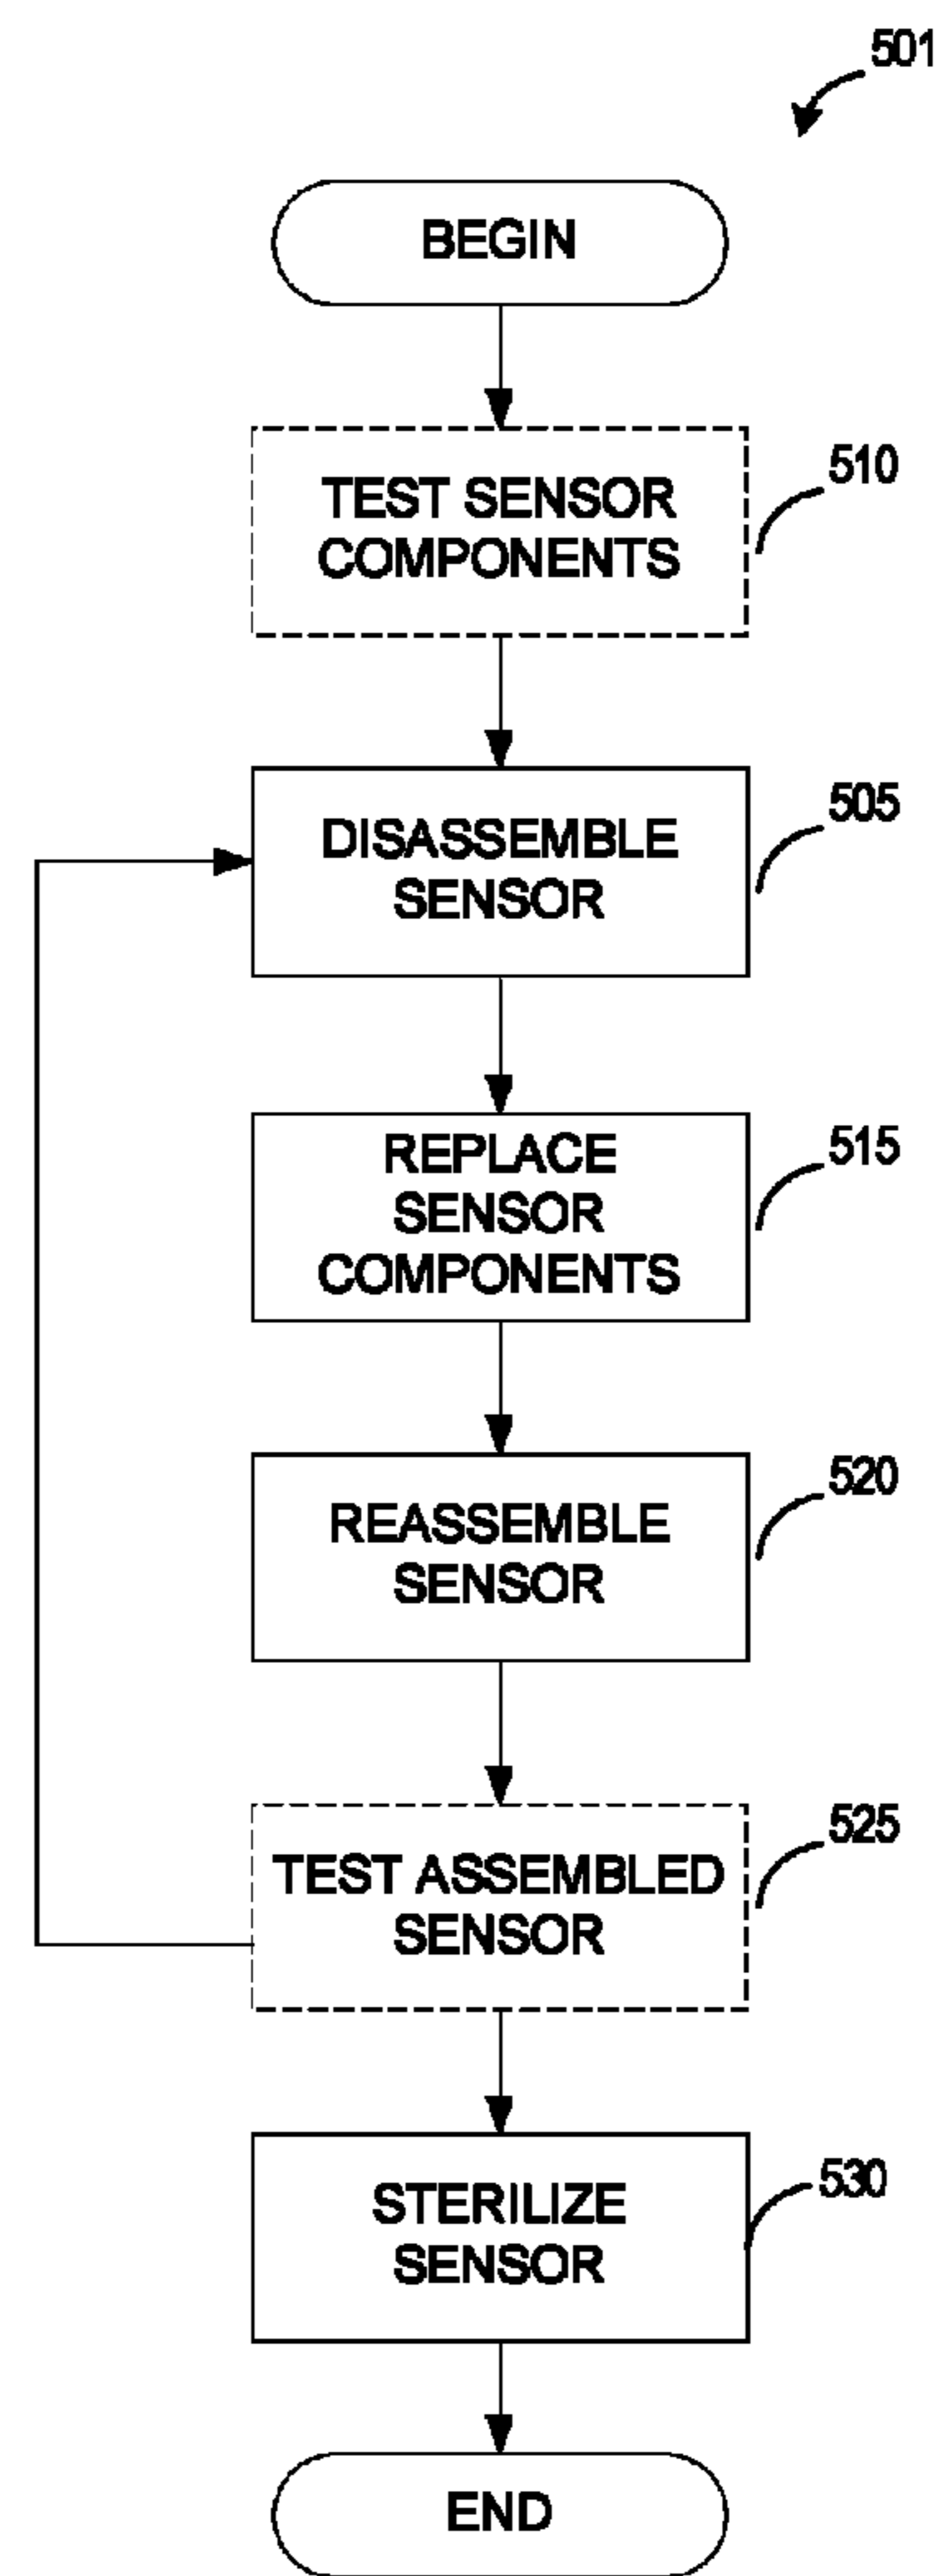 501
BEGIN
TEST SENSOR
COMPONENTS
510
DISASSEMBLE
SENSOR
505
REPLACE
SENSOR
COMPONENTS
515
REASSEMBLE
SENSOR
520
TEST ASSEMBLED
SENSOR
525
STERILIZE
SENSOR
530
END